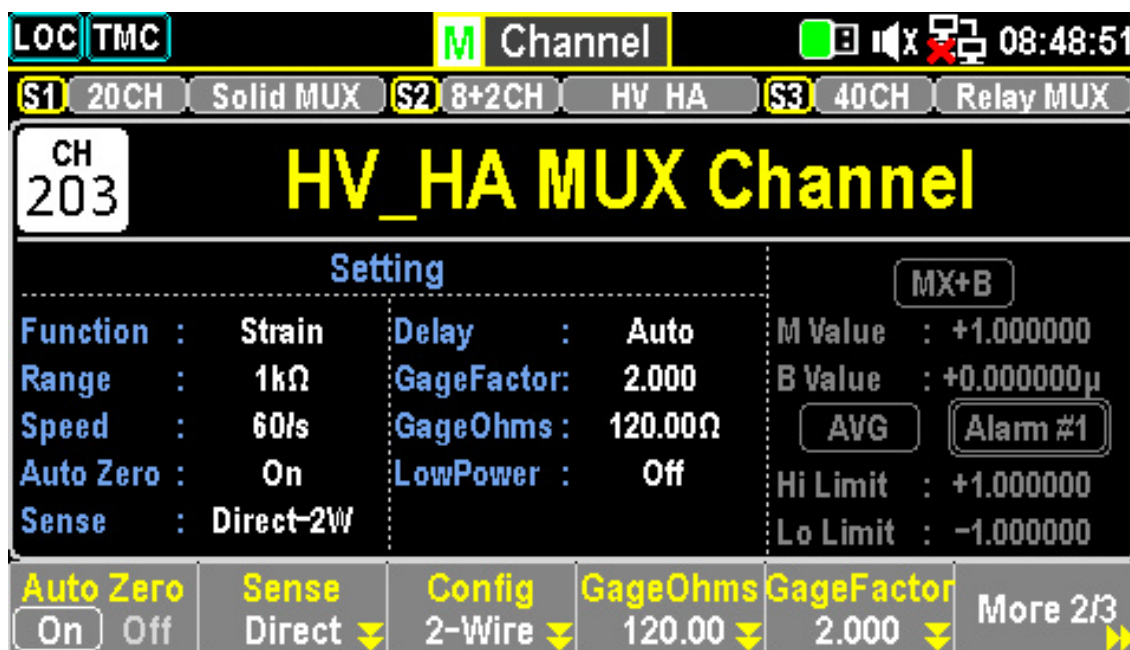 LOC TMC M Channel 08:48:51
S1 20CH Solid MUX S2 8+2CH HV_HA S3 40CH Relay MUX
CH
203
HV_HA MUX Channel
Setting
Function : Strain
Range : 1kΩ
Speed : 60/s
Auto Zero : On
Sense : Direct-2W
Delay : Auto
GageFactor: 2.000
GageOhms : 120.00Ω
LowPower : Off
MX+B
M Value : +1.000000
B Value : +0.000000µ
AVG Alarm #1
Hi Limit : +1.000000
Lo Limit : -1.000000
Auto Zero Sense Config GageOhms GageFactor More 2/3
On Off Direct 2-Wire 120.00 2.000